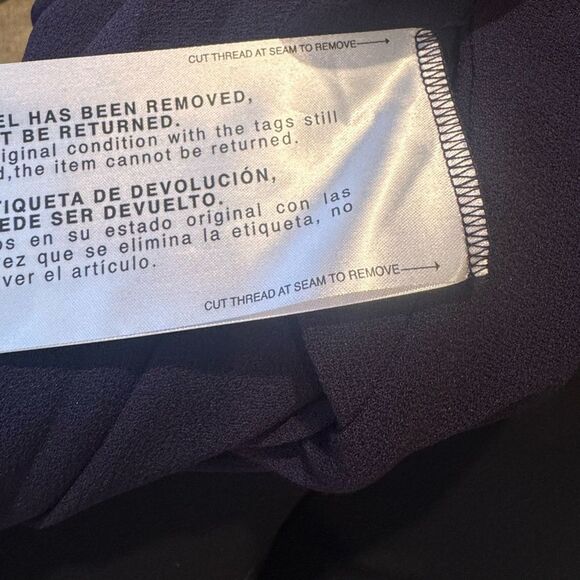 CUT THREAD AT SEAM TO REMOVE
EL HAS BEEN REMOVED,
T BE RETURNED.
iginal condition with the tags still
d, the item cannot be returned.
TIQUETA DE DEVOLUCIÓN,
EDE SER DEVUELTO.
os en su estado original con las
ez que se elimina la etiqueta, no
ver el artículo.
CUT THREAD AT SEAM TO REMOVE